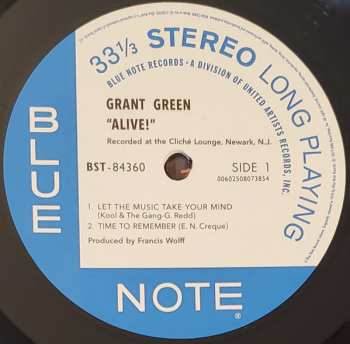 33⅓ STEREO LONG PLAYING
BLUE NOTE RECORDS • A DIVISION OF UNITED ARTISTS RECORDS, INC.
GRANT GREEN
"ALIVE!"
Recorded at the Cliché Lounge, Newark, N.J.
BST-84360
SIDE 1
00602508073854
1. LET THE MUSIC TAKE YOUR MIND
(Kool & The Gang-G. Redd)
2. TIME TO REMEMBER (E. N. Creque)
Produced by Francis Wolff
BLUE
NOTE®